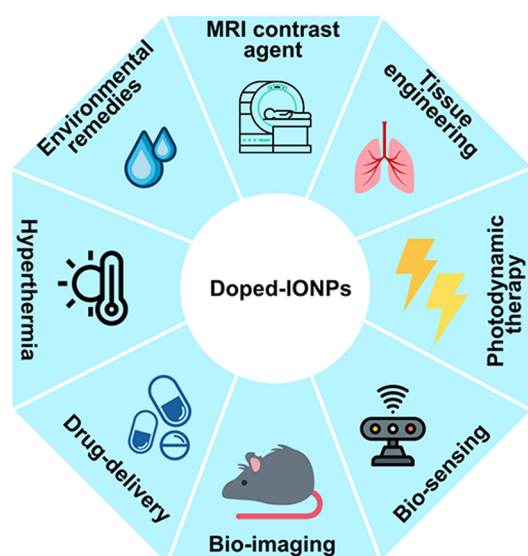 MRI contrast
agent
Tissue
engineering
Photodynamic
therapy
Bio-sensing
Bio-imaging
Drug-delivery
Hyperthermia
Environmental
remedies
Doped-IONPs